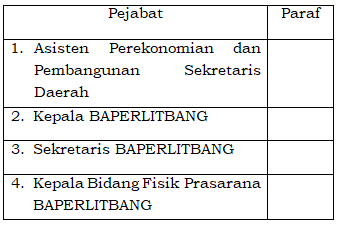 Pejabat Paraf
1. Asisten Perekonomian dan
Pembangunan Sekretaris
Daerah
2. Kepala BAPERLITBANG
3. Sekretaris BAPERLITBANG
4. Kepala Bidang Fisik Prasarana
BAPERLITBANG